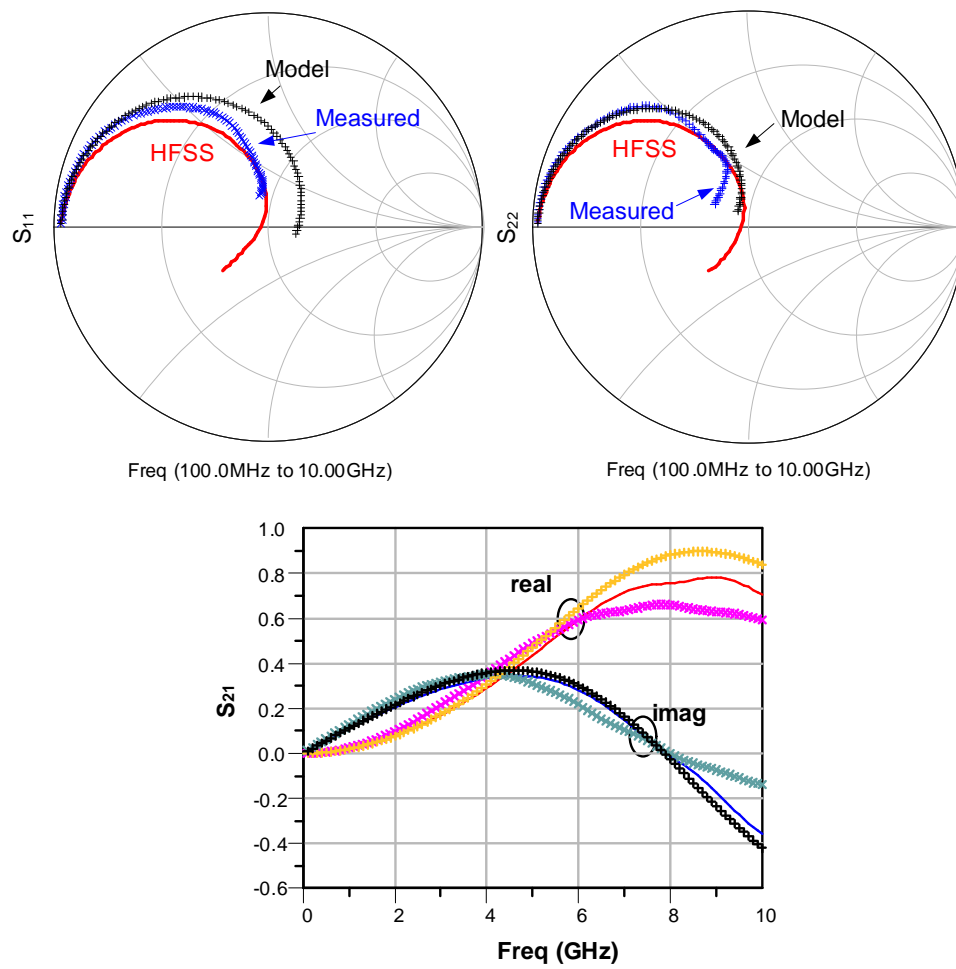 Model
Measured
HFSS
S11
Freq (100.0MHz to 10.00GHz)
Model
HFSS
Measured
S22
Freq (100.0MHz to 10.00GHz)
1.0
0.8
0.6
0.4
0.2
0.0
-0.2
-0.4
-0.6
real
imag
S21
0 2 4 6 8 10
Freq (GHz)